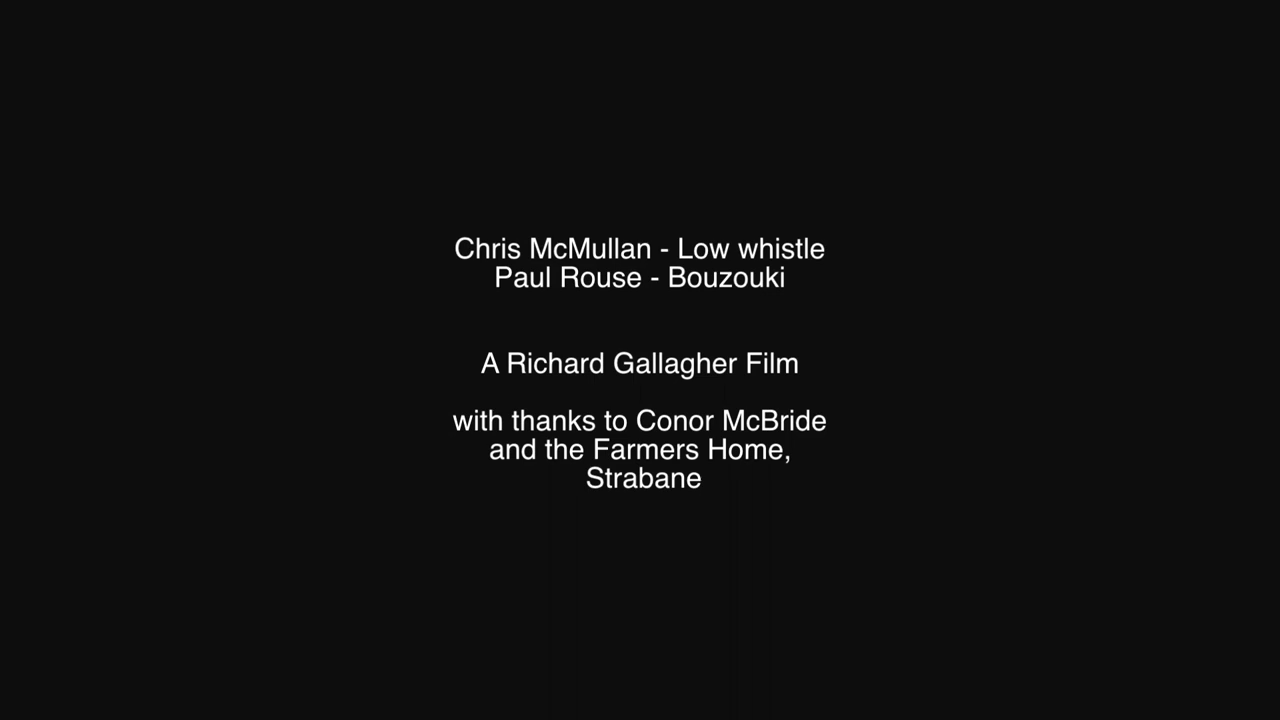 Chris McMullan - Low whistle
Paul Rouse - Bouzouki
A Richard Gallagher Film
with thanks to Conor McBride
and the Farmers Home,
Strabane